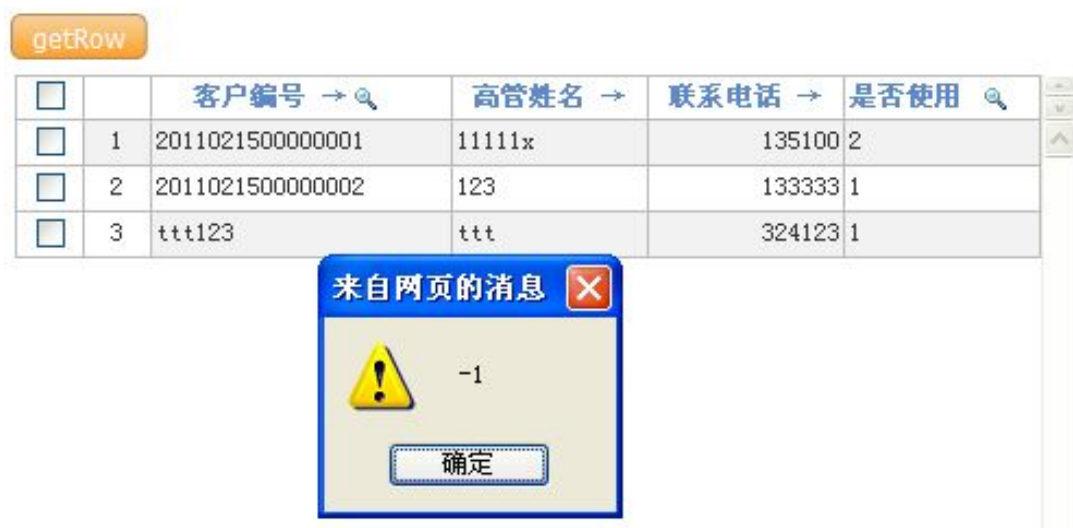 getRow
客户编号 → 高管姓名 → 联系电话 → 是否使用
1 2011021500000001 11111x 135100 2
2 2011021500000002 123 133333 1
3 ttt123 ttt 324123 1
来自网页的消息
-1
确定